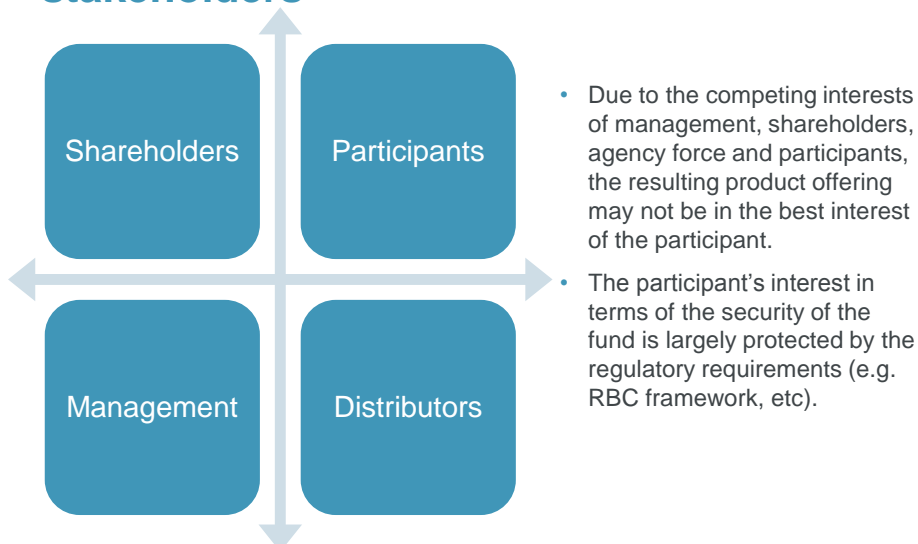 stakeholders
Shareholders
Participants
Management
Distributors
• Due to the competing interests
of management, shareholders,
agency force and participants,
the resulting product offering
may not be in the best interest
of the participant.
• The participant’s interest in
terms of the security of the
fund is largely protected by the
regulatory requirements (e.g.
RBC framework, etc).